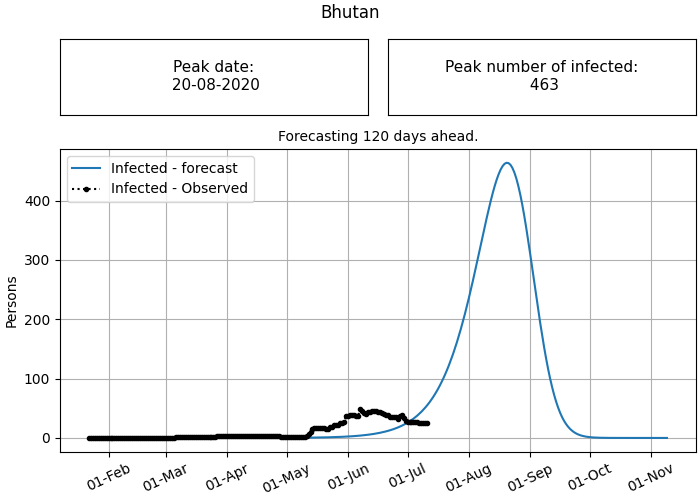 Bhutan
Peak date:
20-08-2020
Peak number of infected:
463
Forecasting 120 days ahead.
Infected - forecast
Infected - Observed
Persons
400
300
200
100
0
01-Feb
01-Mar
01-Apr
01-May
01-Jun
01-Jul
01-Aug
01-Sep
01-Oct
01-Nov